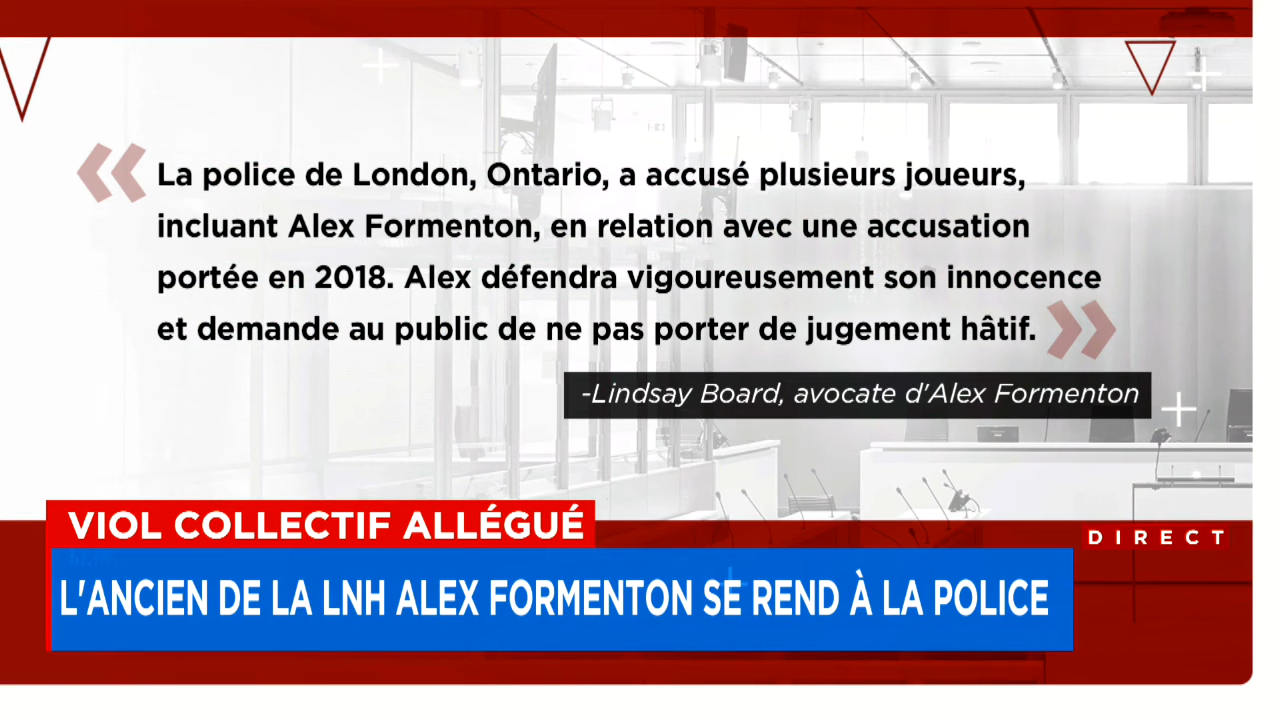 La police de London, Ontario, a accusé plusieurs joueurs,
incluant Alex Formenton, en relation avec une accusation
portée en 2018. Alex défendra vigoureusement son innocence
et demande au public de ne pas porter de jugement hâtif.
-Lindsay Board, avocate d'Alex Formenton
VIOL COLLECTIF ALLÉGUÉ
DIRECT
L'ANCIEN DE LA LNH ALEX FORMENTON SE REND À LA POLICE